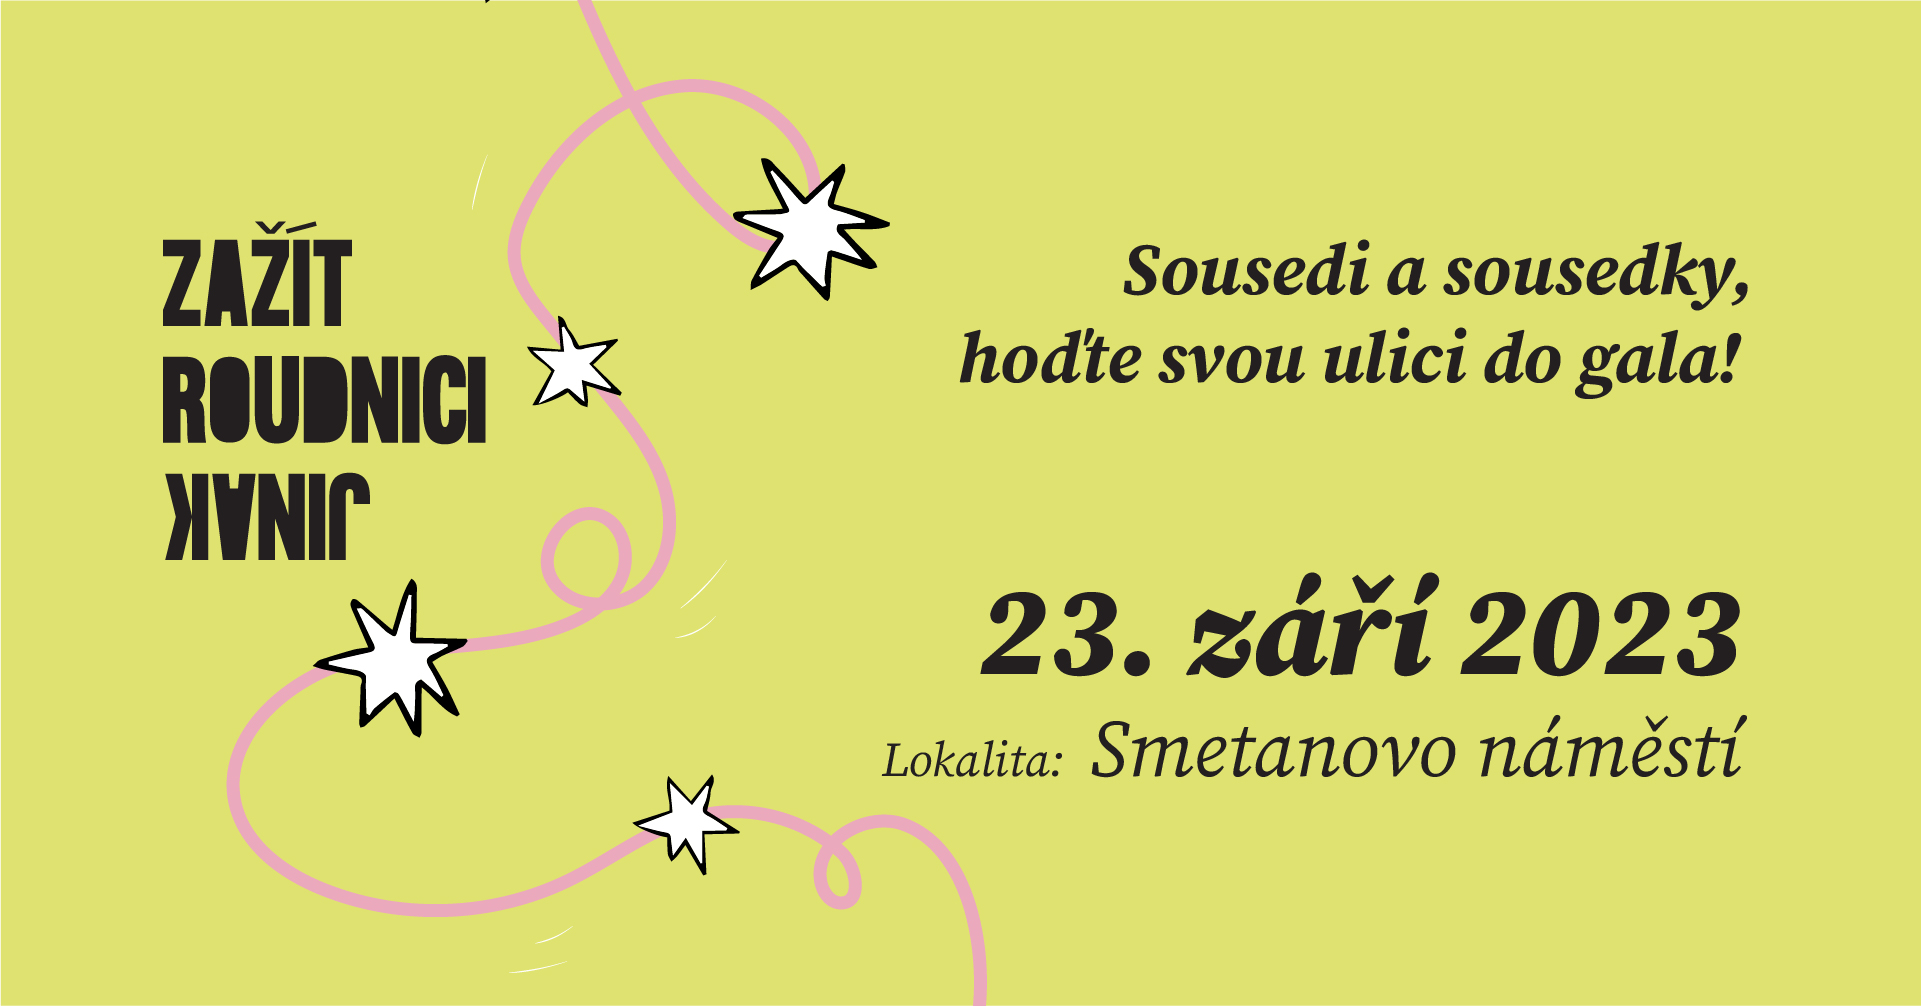 ZAŽÍT
ROUDNICI
JINAK
Sousedi a sousedky,
hoďte svou ulici do gala!
23. září 2023
Lokalita: Smetanovo náměstí